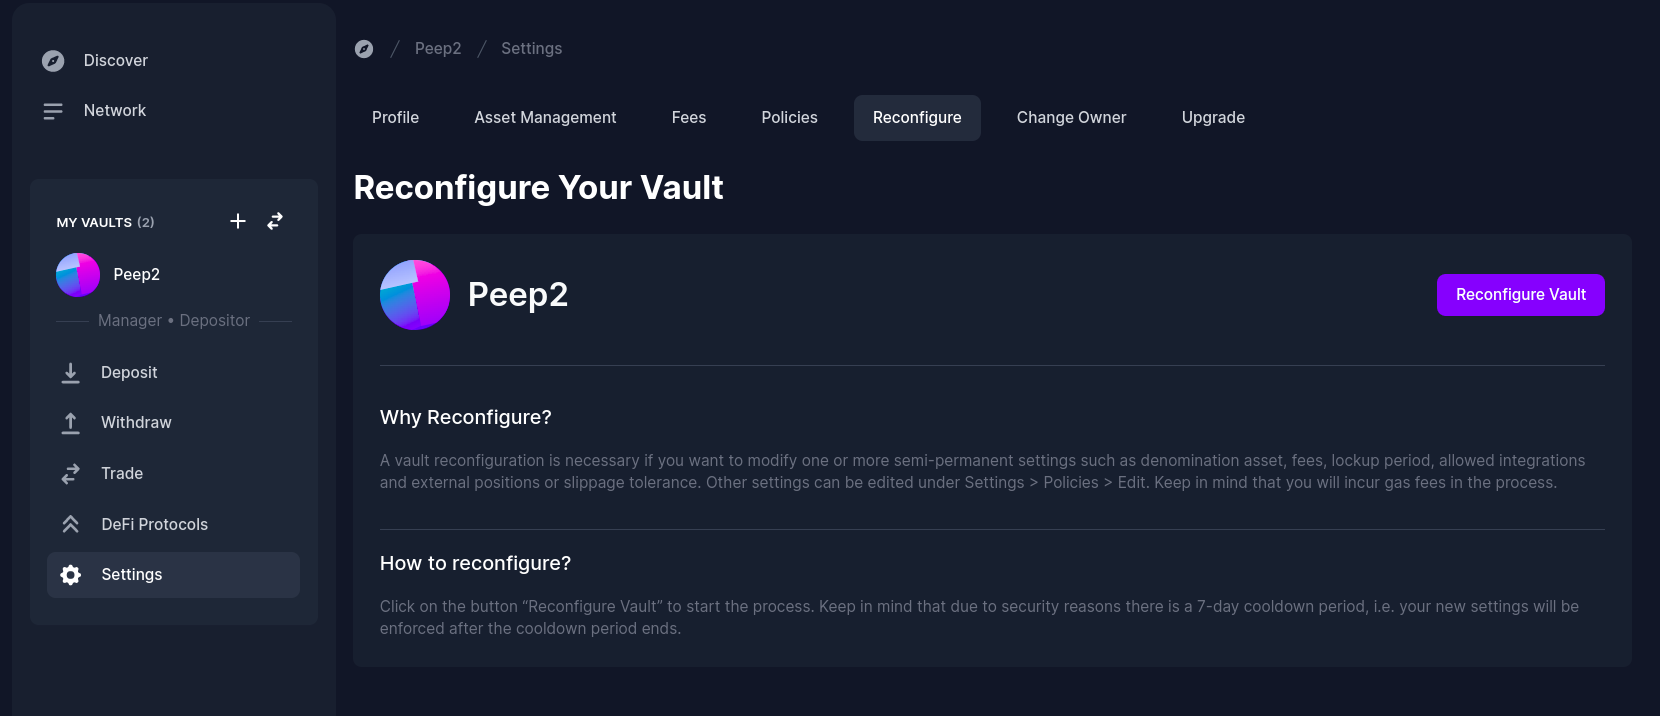 Discover
Network
MY VAULTS (2)
Peep2
Manager • Depositor
Deposit
Withdraw
Trade
DeFi Protocols
Settings
/ Peep2 / Settings
Profile Asset Management Fees Policies Reconfigure Change Owner Upgrade
Reconfigure Your Vault
Peep2
Reconfigure Vault
Why Reconfigure?
A vault reconfiguration is necessary if you want to modify one or more semi-permanent settings such as denomination asset, fees, lockup period, allowed integrations
and external positions or slippage tolerance. Other settings can be edited under Settings > Policies > Edit. Keep in mind that you will incur gas fees in the process.
How to reconfigure?
Click on the button “Reconfigure Vault” to start the process. Keep in mind that due to security reasons there is a 7-day cooldown period, i.e. your new settings will be
enforced after the cooldown period ends.